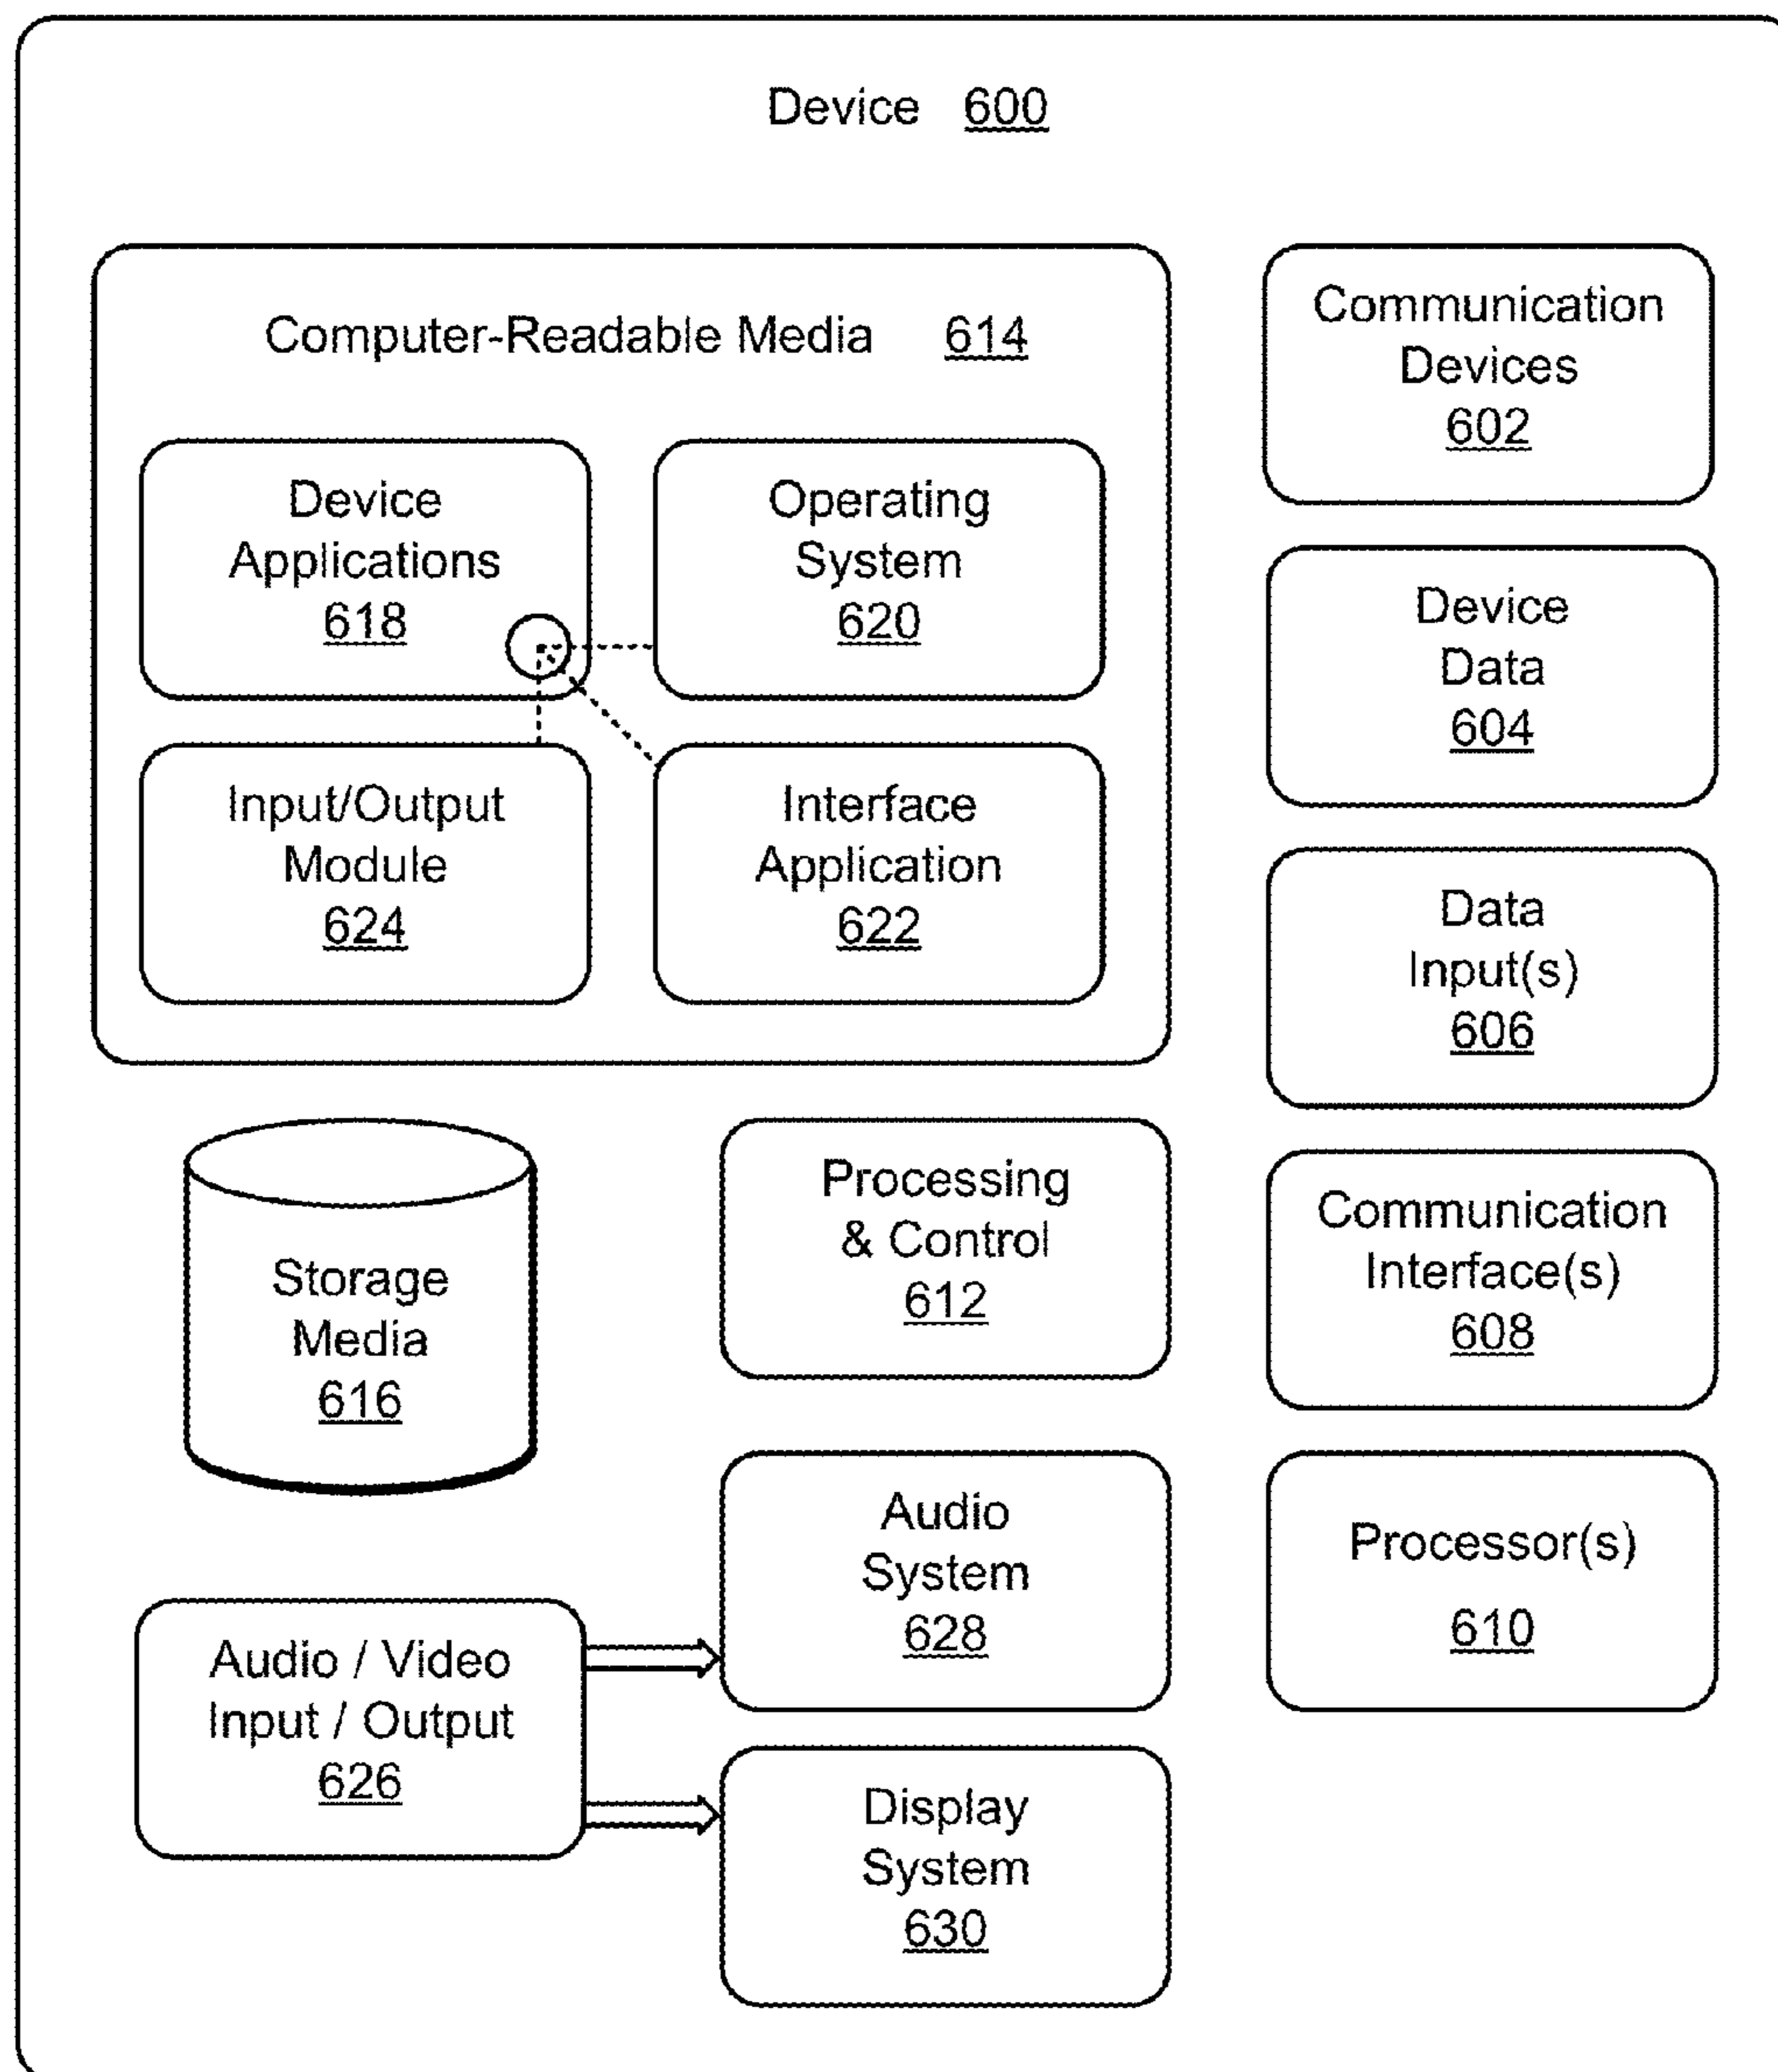 Device 600
Computer-Readable Media 614
Device
Applications
618
Operating
System
620
Input/Output
Module
624
Interface
Application
622
Storage
Media
616
Processing
& Control
612
Audio / Video
Input / Output
626
Audio
System
628
Display
System
630
Communication
Devices
602
Device
Data
604
Data
Input(s)
606
Communication
Interface(s)
608
Processor(s)
610